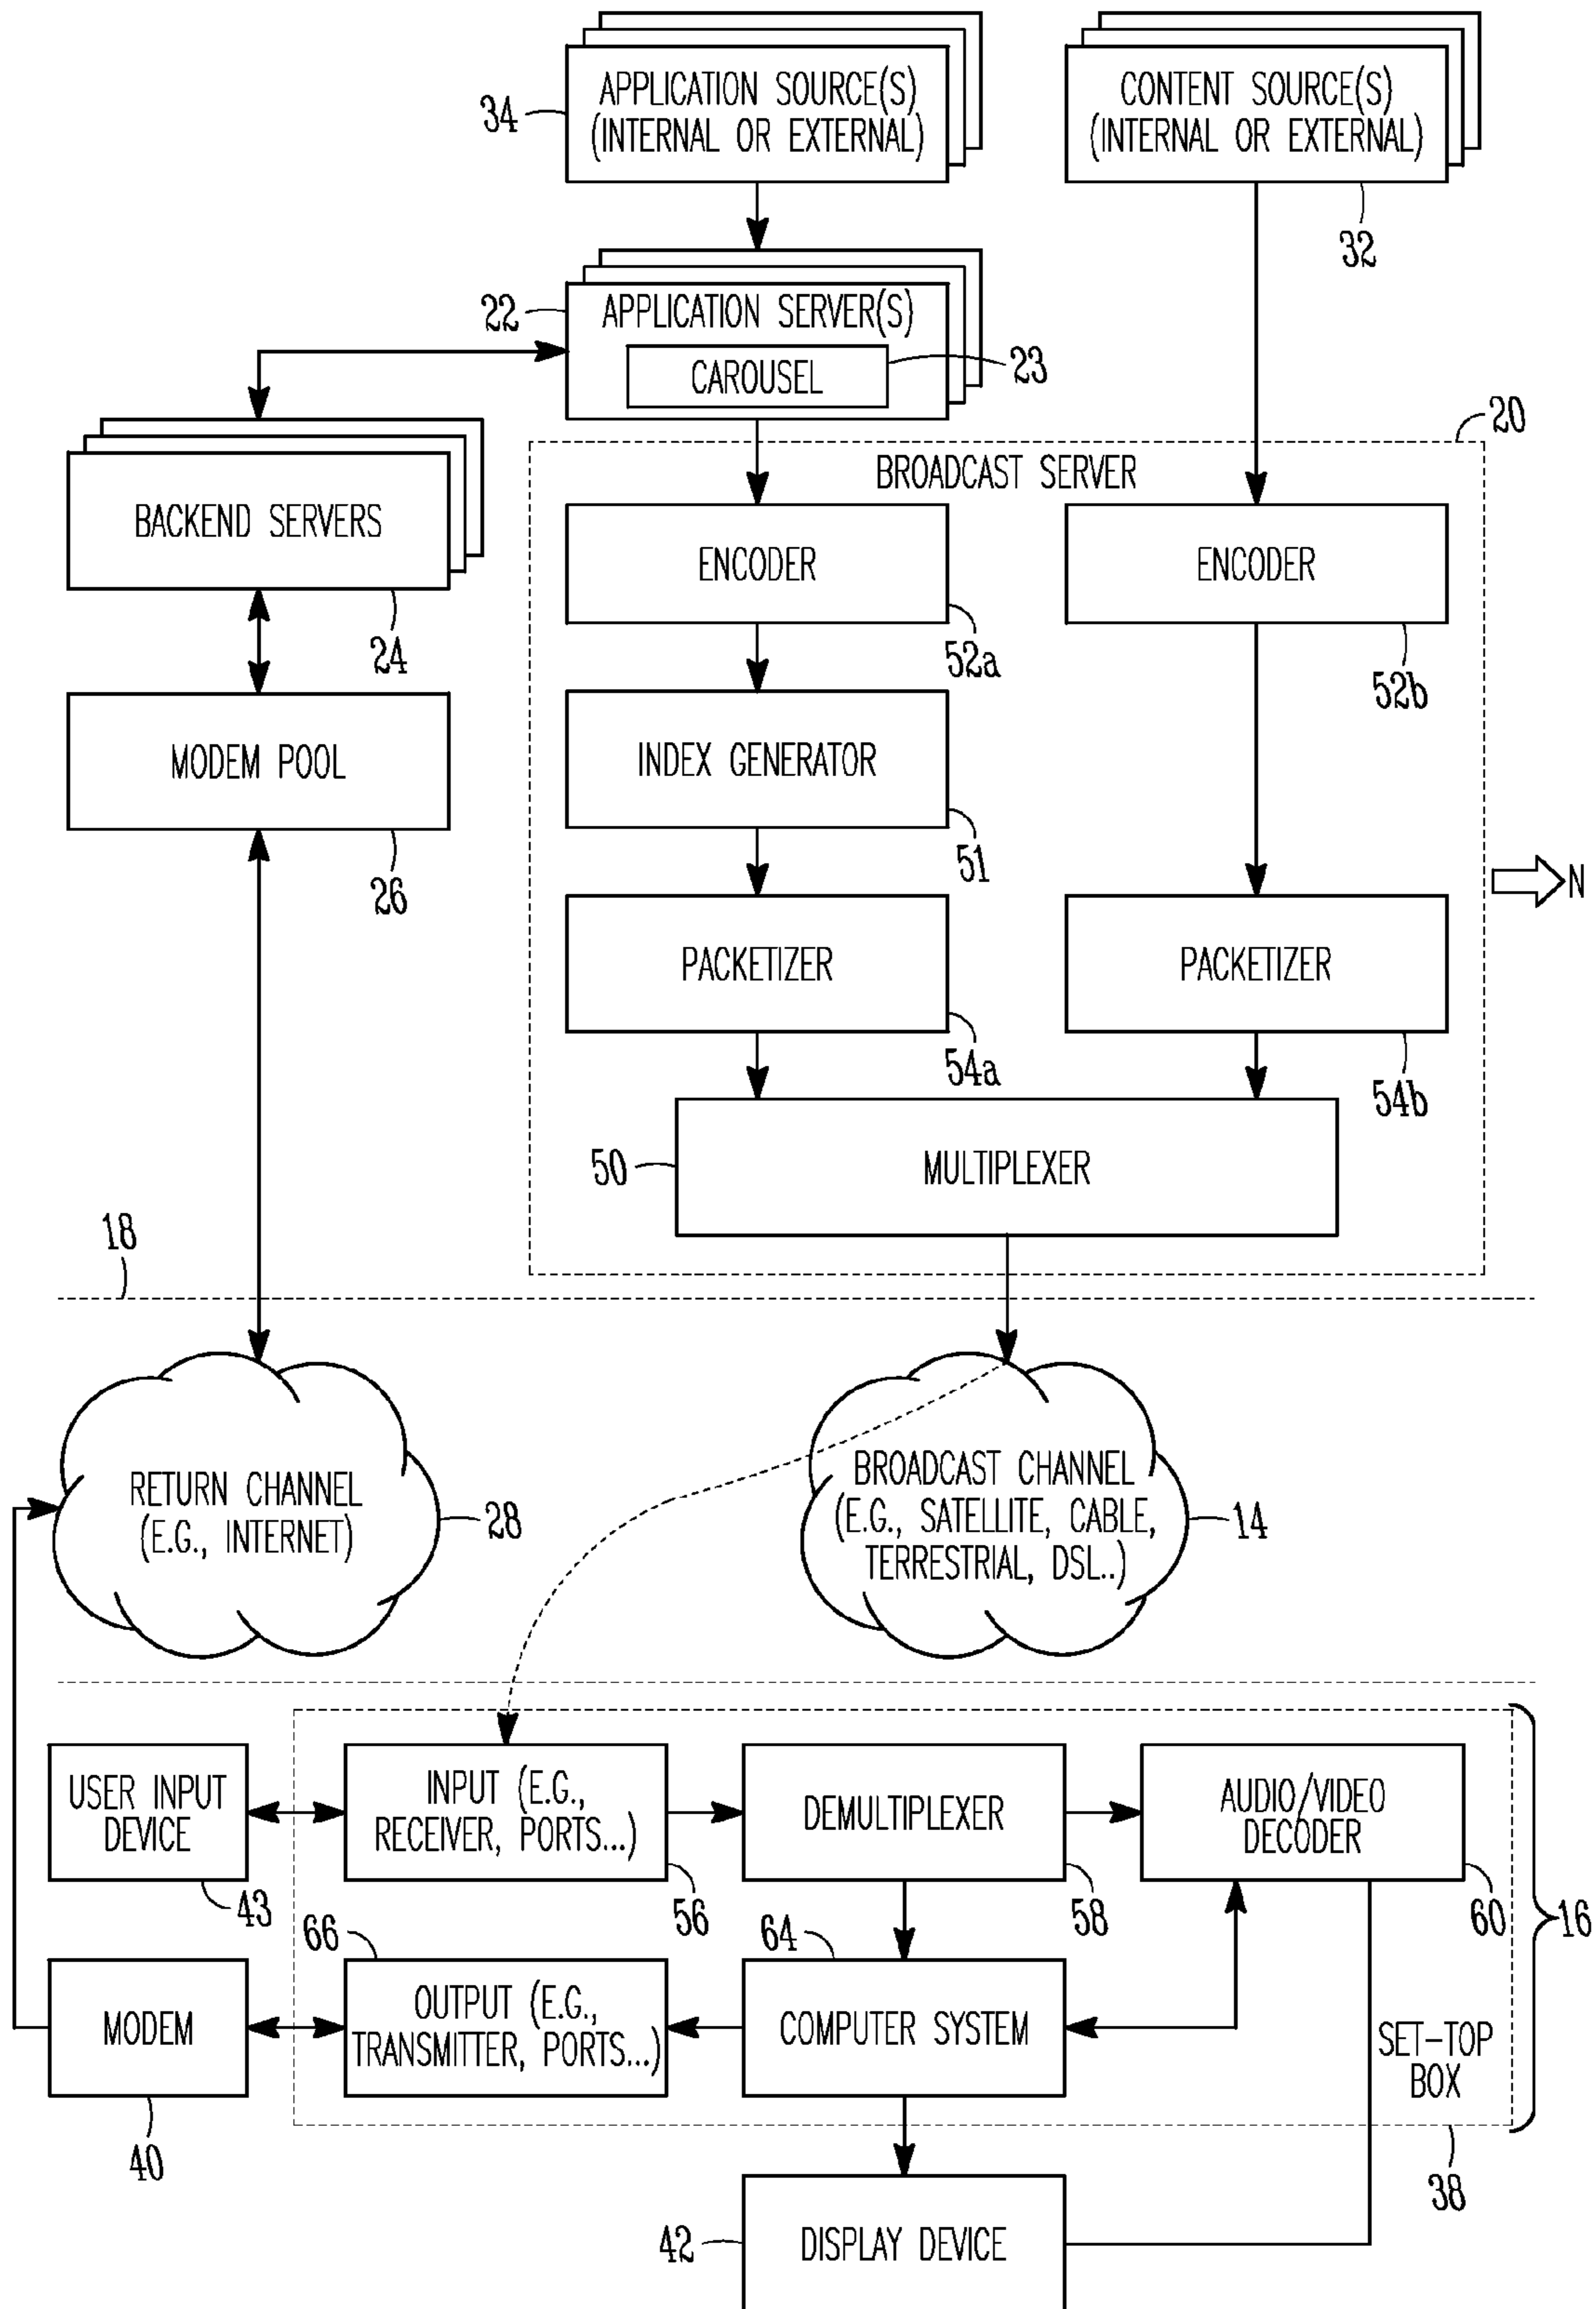 APPLICATION SOURCE(S)
(INTERNAL OR EXTERNAL)
34
CONTENT SOURCE(S)
(INTERNAL OR EXTERNAL)
32
22
APPLICATION SERVER(S)
CAROUSEL
23
20
BROADCAST SERVER
BACKEND SERVERS
24
ENCODER
52a
ENCODER
52b
MODEM POOL
26
INDEX GENERATOR
51
N
PACKETIZER
54a
PACKETIZER
54b
50
MULTIPLEXER
18
RETURN CHANNEL
(E.G., INTERNET)
28
BROADCAST CHANNEL
(E.G., SATELLITE, CABLE,
TERRESTRIAL, DSL..)
14
USER INPUT
DEVICE
43
INPUT (E.G.,
RECEIVER, PORTS...)
56
DEMULTIPLEXER
58
AUDIO/VIDEO
DECODER
60
16
MODEM
40
66
OUTPUT (E.G.,
TRANSMITTER, PORTS...)
64
COMPUTER SYSTEM
SET-TOP
BOX
38
42
DISPLAY DEVICE